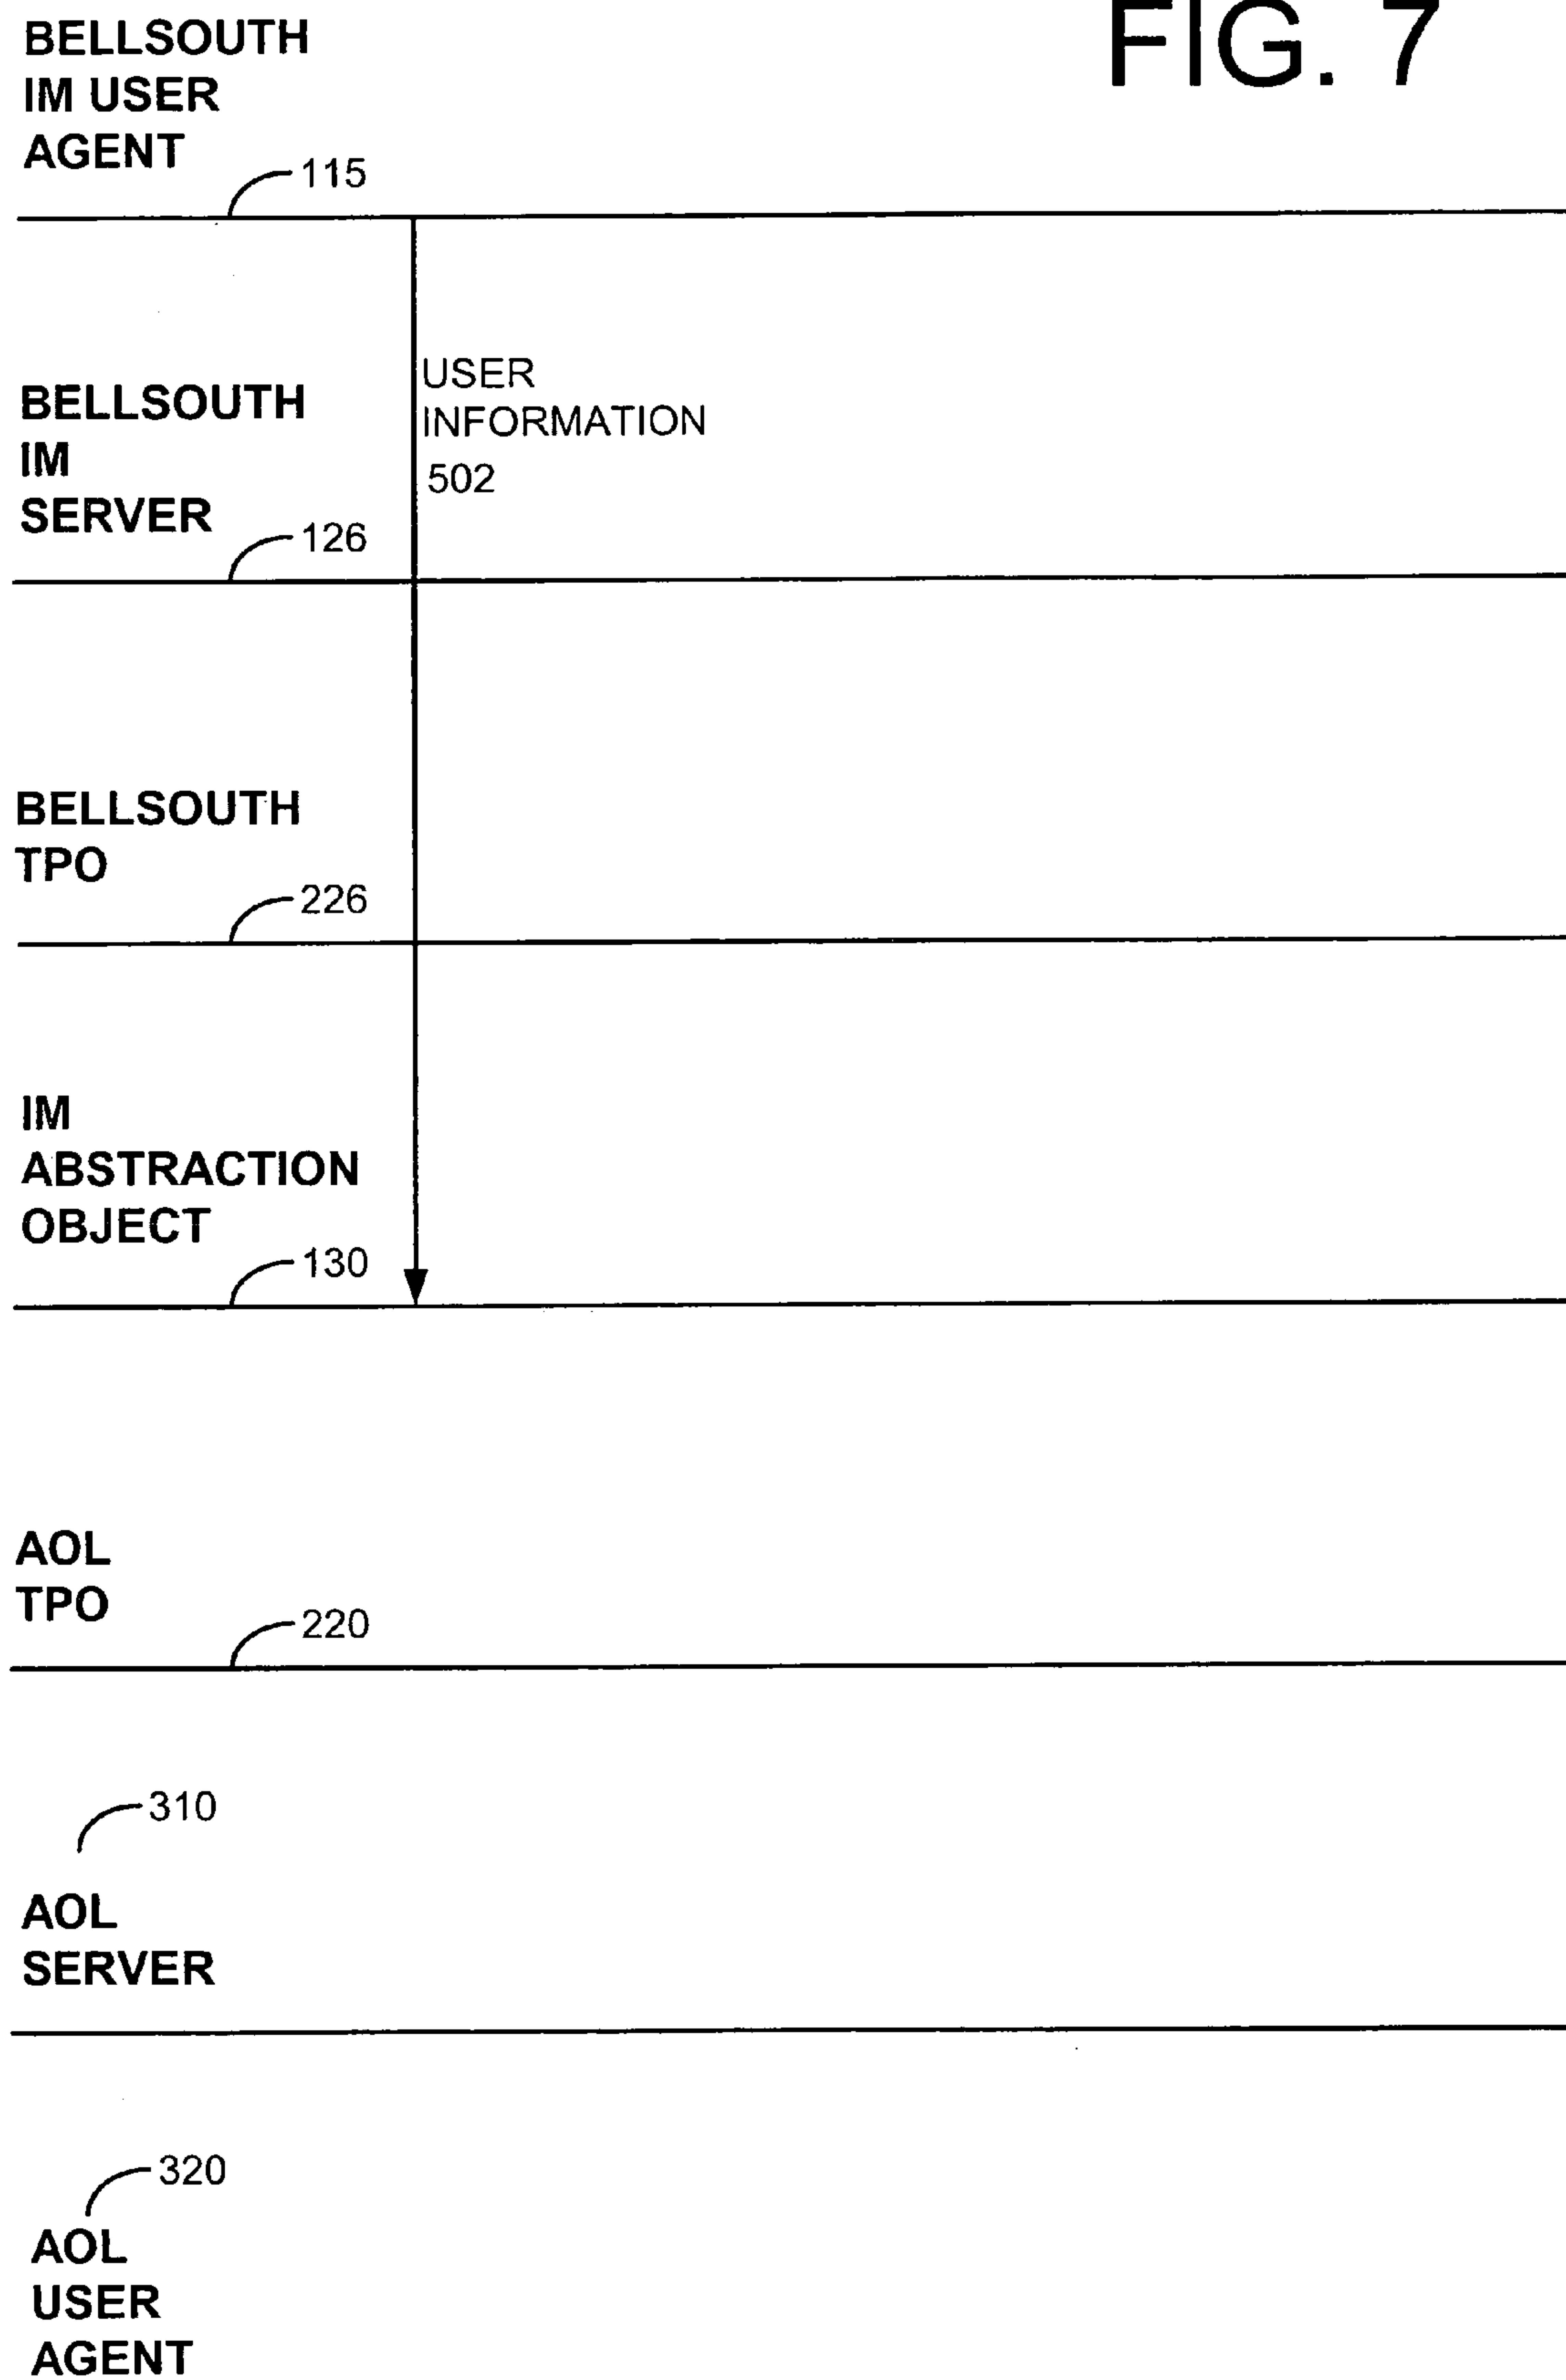 FIG. 7
BELLSOUTH
IM USER
AGENT
115
USER
INFORMATION
502
BELLSOUTH
IM
SERVER
126
BELLSOUTH
TPO
226
IM
ABSTRACTION
OBJECT
130
AOL
TPO
220
310
AOL
SERVER
320
AOL
USER
AGENT